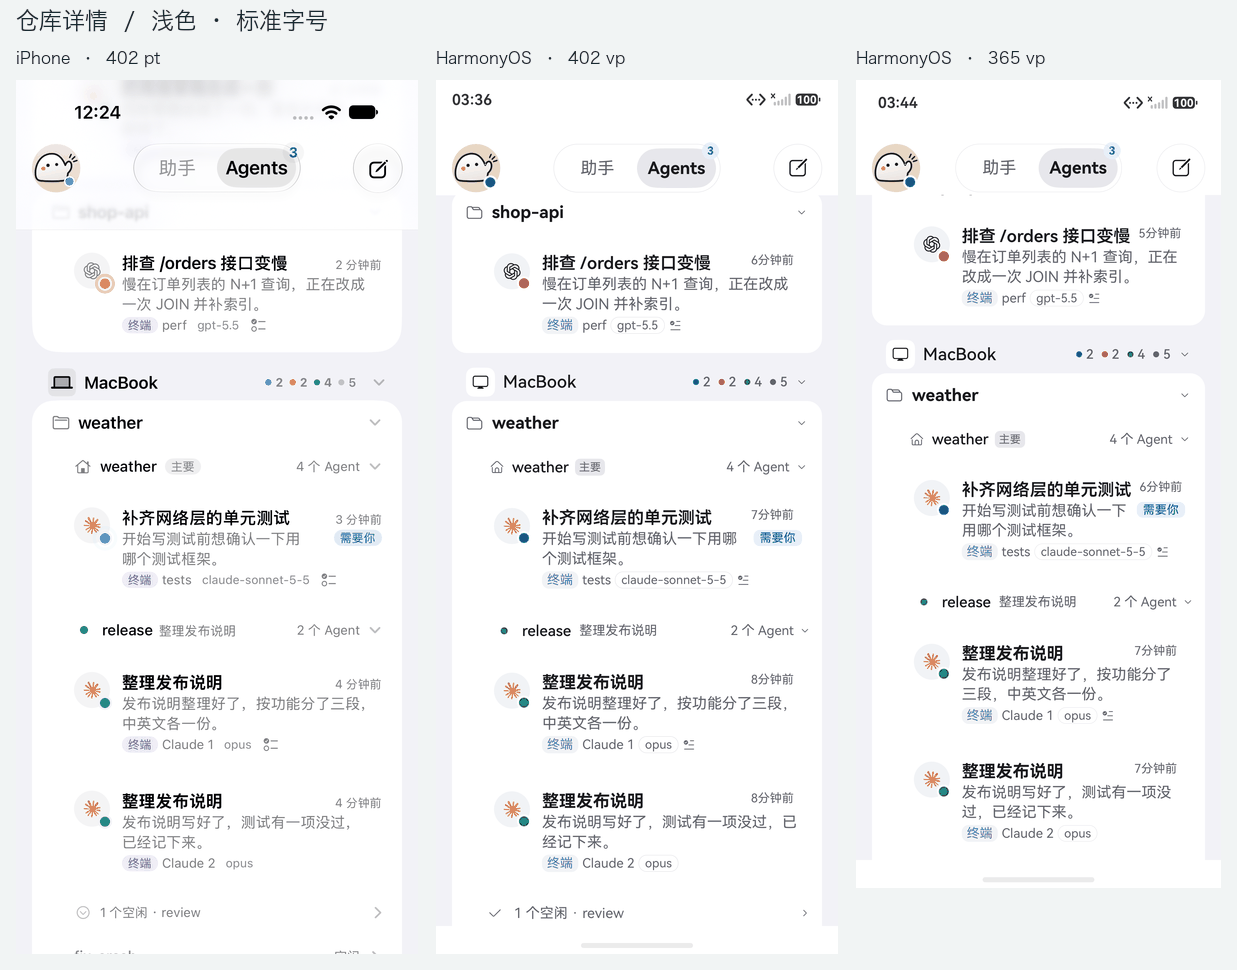 仓库详情 / 浅色 · 标准字号
iPhone · 402 pt
12:24
助手
Agents
3
shop-api
排查 /orders 接口变慢
2 分钟前
慢在订单列表的 N+1 查询，正在改成
一次 JOIN 并补索引。
终端 perf gpt-5.5
MacBook
2 2 4 5
weather
weather 主要
4 个 Agent
补齐网络层的单元测试
3 分钟前
开始写测试前想确认一下用
需要你
哪个测试框架。
终端 tests claude-sonnet-5-5
release 整理发布说明
2 个 Agent
整理发布说明
4 分钟前
发布说明整理好了，按功能分了三段，
中英文各一份。
终端 Claude 1 opus
整理发布说明
4 分钟前
发布说明写好了，测试有一项没过，
已经记下来。
终端 Claude 2 opus
1 个空闲 · review
HarmonyOS · 402 vp
03:36
100
助手
Agents
3
shop-api
排查 /orders 接口变慢
6分钟前
慢在订单列表的 N+1 查询，正在改成
一次 JOIN 并补索引。
终端 perf gpt-5.5
MacBook
2 2 4 5
weather
weather 主要
4 个 Agent
补齐网络层的单元测试
7分钟前
开始写测试前想确认一下用哪
需要你
个测试框架。
终端 tests claude-sonnet-5-5
release 整理发布说明
2 个 Agent
整理发布说明
8分钟前
发布说明整理好了，按功能分了三段，
中英文各一份。
终端 Claude 1 opus
整理发布说明
8分钟前
发布说明写好了，测试有一项没过，已
经记下来。
终端 Claude 2 opus
1 个空闲 · review
HarmonyOS · 365 vp
03:44
100
助手
Agents
3
排查 /orders 接口变慢
5分钟前
慢在订单列表的 N+1 查询，正在
改成一次 JOIN 并补索引。
终端 perf gpt-5.5
MacBook
2 2 4 5
weather
weather 主要
4 个 Agent
补齐网络层的单元测试
6分钟前
开始写测试前想确认一下
需要你
用哪个测试框架。
终端 tests claude-sonnet-5-5
release 整理发布说明
2 个 Agent
整理发布说明
7分钟前
发布说明整理好了，按功能分了
三段，中英文各一份。
终端 Claude 1 opus
整理发布说明
7分钟前
发布说明写好了，测试有一项没
过，已经记下来。
终端 Claude 2 opus